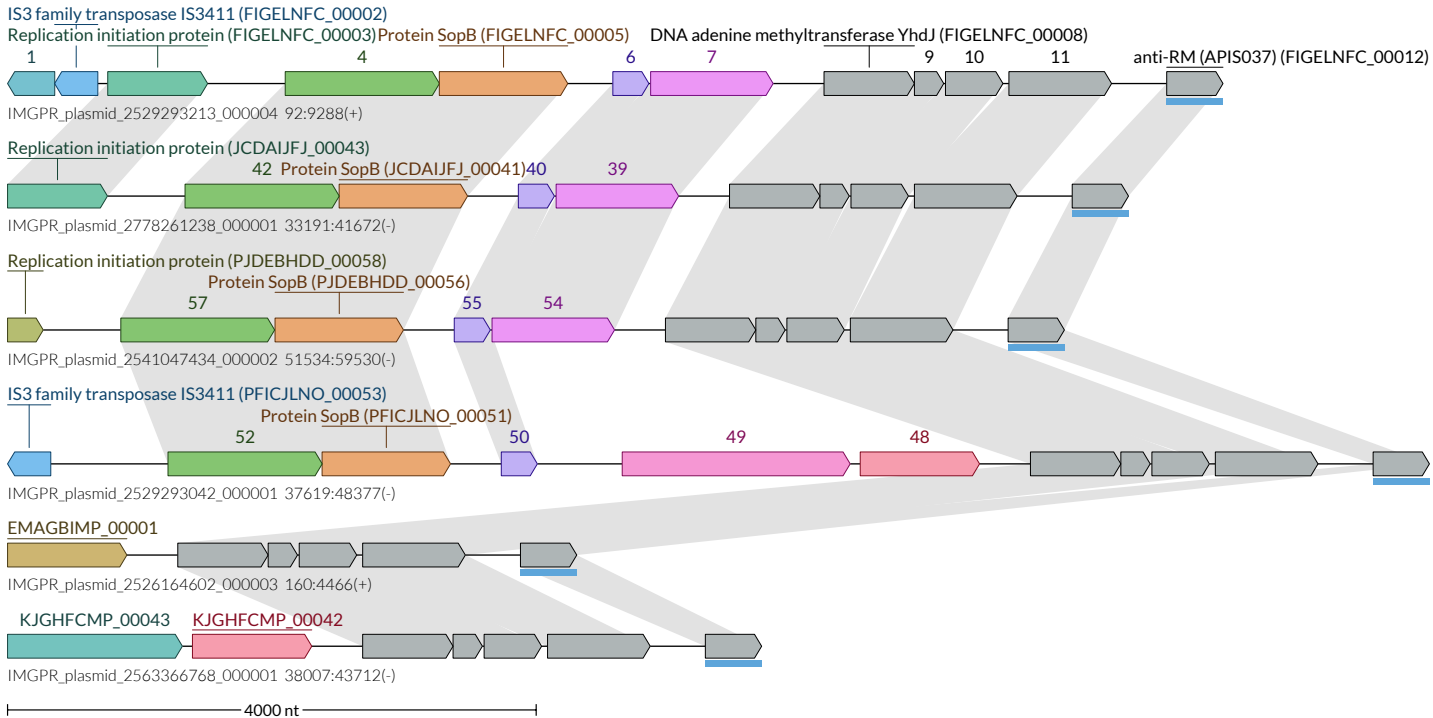 IS3 family transposase IS3411 (FIGELNFC_00002)
Replication initiation protein (FIGELNFC_00003) Protein SopB (FIGELNFC_00005) DNA adenine methyltransferase YhdJ (FIGELNFC_00008)
1 4 6 7 9 10 11 anti-RM (APIS037) (FIGELNFC_00012)
IMGPR_plasmid_2529293213_000004 92:9288(+)
Replication initiation protein (JCDAIJFJ_00043)
42 Protein SopB (JCDAIJFJ_00041) 40 39
IMGPR_plasmid_2778261238_000001 33191:41672(-)
Replication initiation protein (PJDEBHDD_00058)
Protein SopB (PJDEBHDD_00056)
57 55 54
IMGPR_plasmid_2541047434_000002 51534:59530(-)
IS3 family transposase IS3411 (PFICJLNO_00053)
Protein SopB (PFICJLNO_00051)
52 50 49 48
IMGPR_plasmid_2529293042_000001 37619:48377(-)
EMAGBIMP_00001
IMGPR_plasmid_2526164602_000003 160:4466(+)
KJGHFCMP_00043 KJGHFCMP_00042
IMGPR_plasmid_2563366768_000001 38007:43712(-)
4000 nt